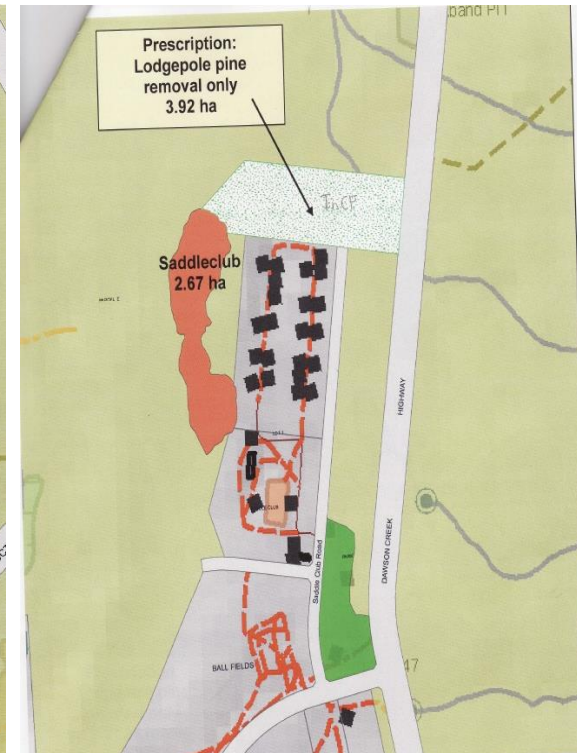 Prescription:
Lodgepole pine
removal only
3.92 ha
InCF
Saddleclub
2.67 ha
HIGHWAY
DAWSON CREEK
Saddle Club Road
BALL FIELDS
47